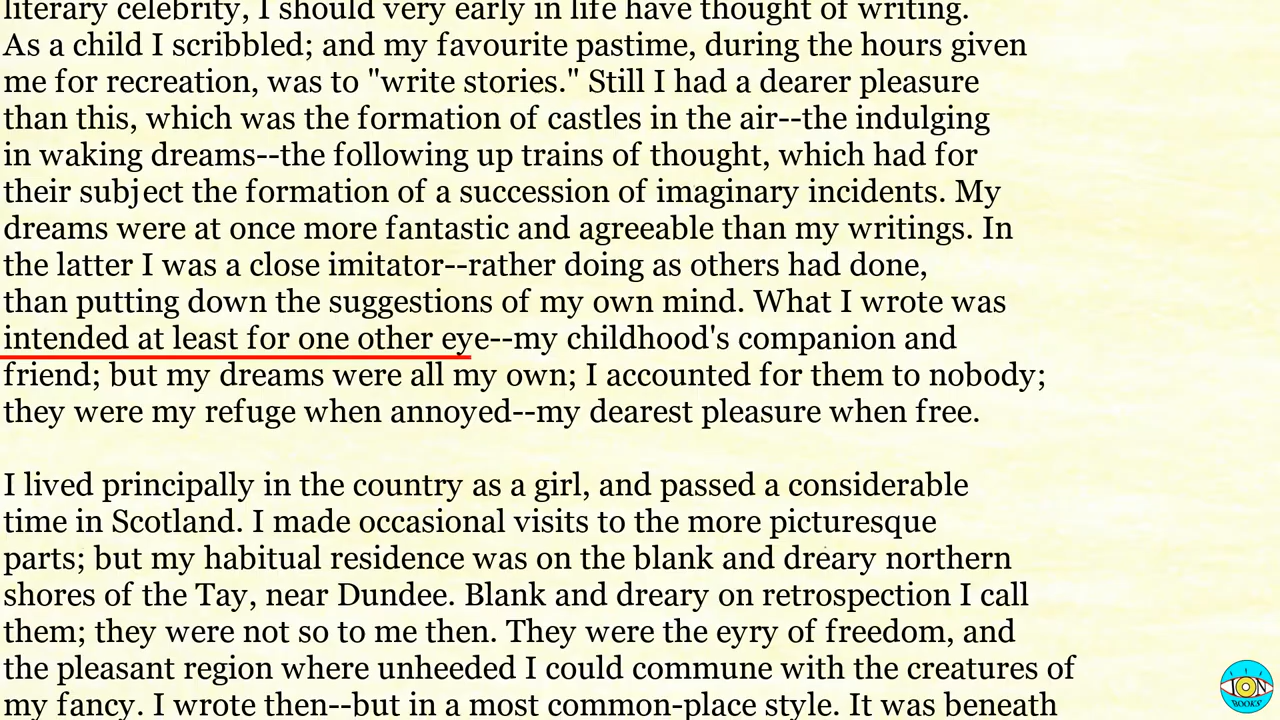 literary celebrity, I should very early in life have thought of writing.
As a child I scribbled; and my favourite pastime, during the hours given
me for recreation, was to "write stories." Still I had a dearer pleasure
than this, which was the formation of castles in the air--the indulging
in waking dreams--the following up trains of thought, which had for
their subject the formation of a succession of imaginary incidents. My
dreams were at once more fantastic and agreeable than my writings. In
the latter I was a close imitator--rather doing as others had done,
than putting down the suggestions of my own mind. What I wrote was
intended at least for one other eye--my childhood's companion and
friend; but my dreams were all my own; I accounted for them to nobody;
they were my refuge when annoyed--my dearest pleasure when free.
I lived principally in the country as a girl, and passed a considerable
time in Scotland. I made occasional visits to the more picturesque
parts; but my habitual residence was on the blank and dreary northern
shores of the Tay, near Dundee. Blank and dreary on retrospection I call
them; they were not so to me then. They were the eyry of freedom, and
the pleasant region where unheeded I could commune with the creatures of
my fancy. I wrote then--but in a most common-place style. It was beneath
ION
BOOKS